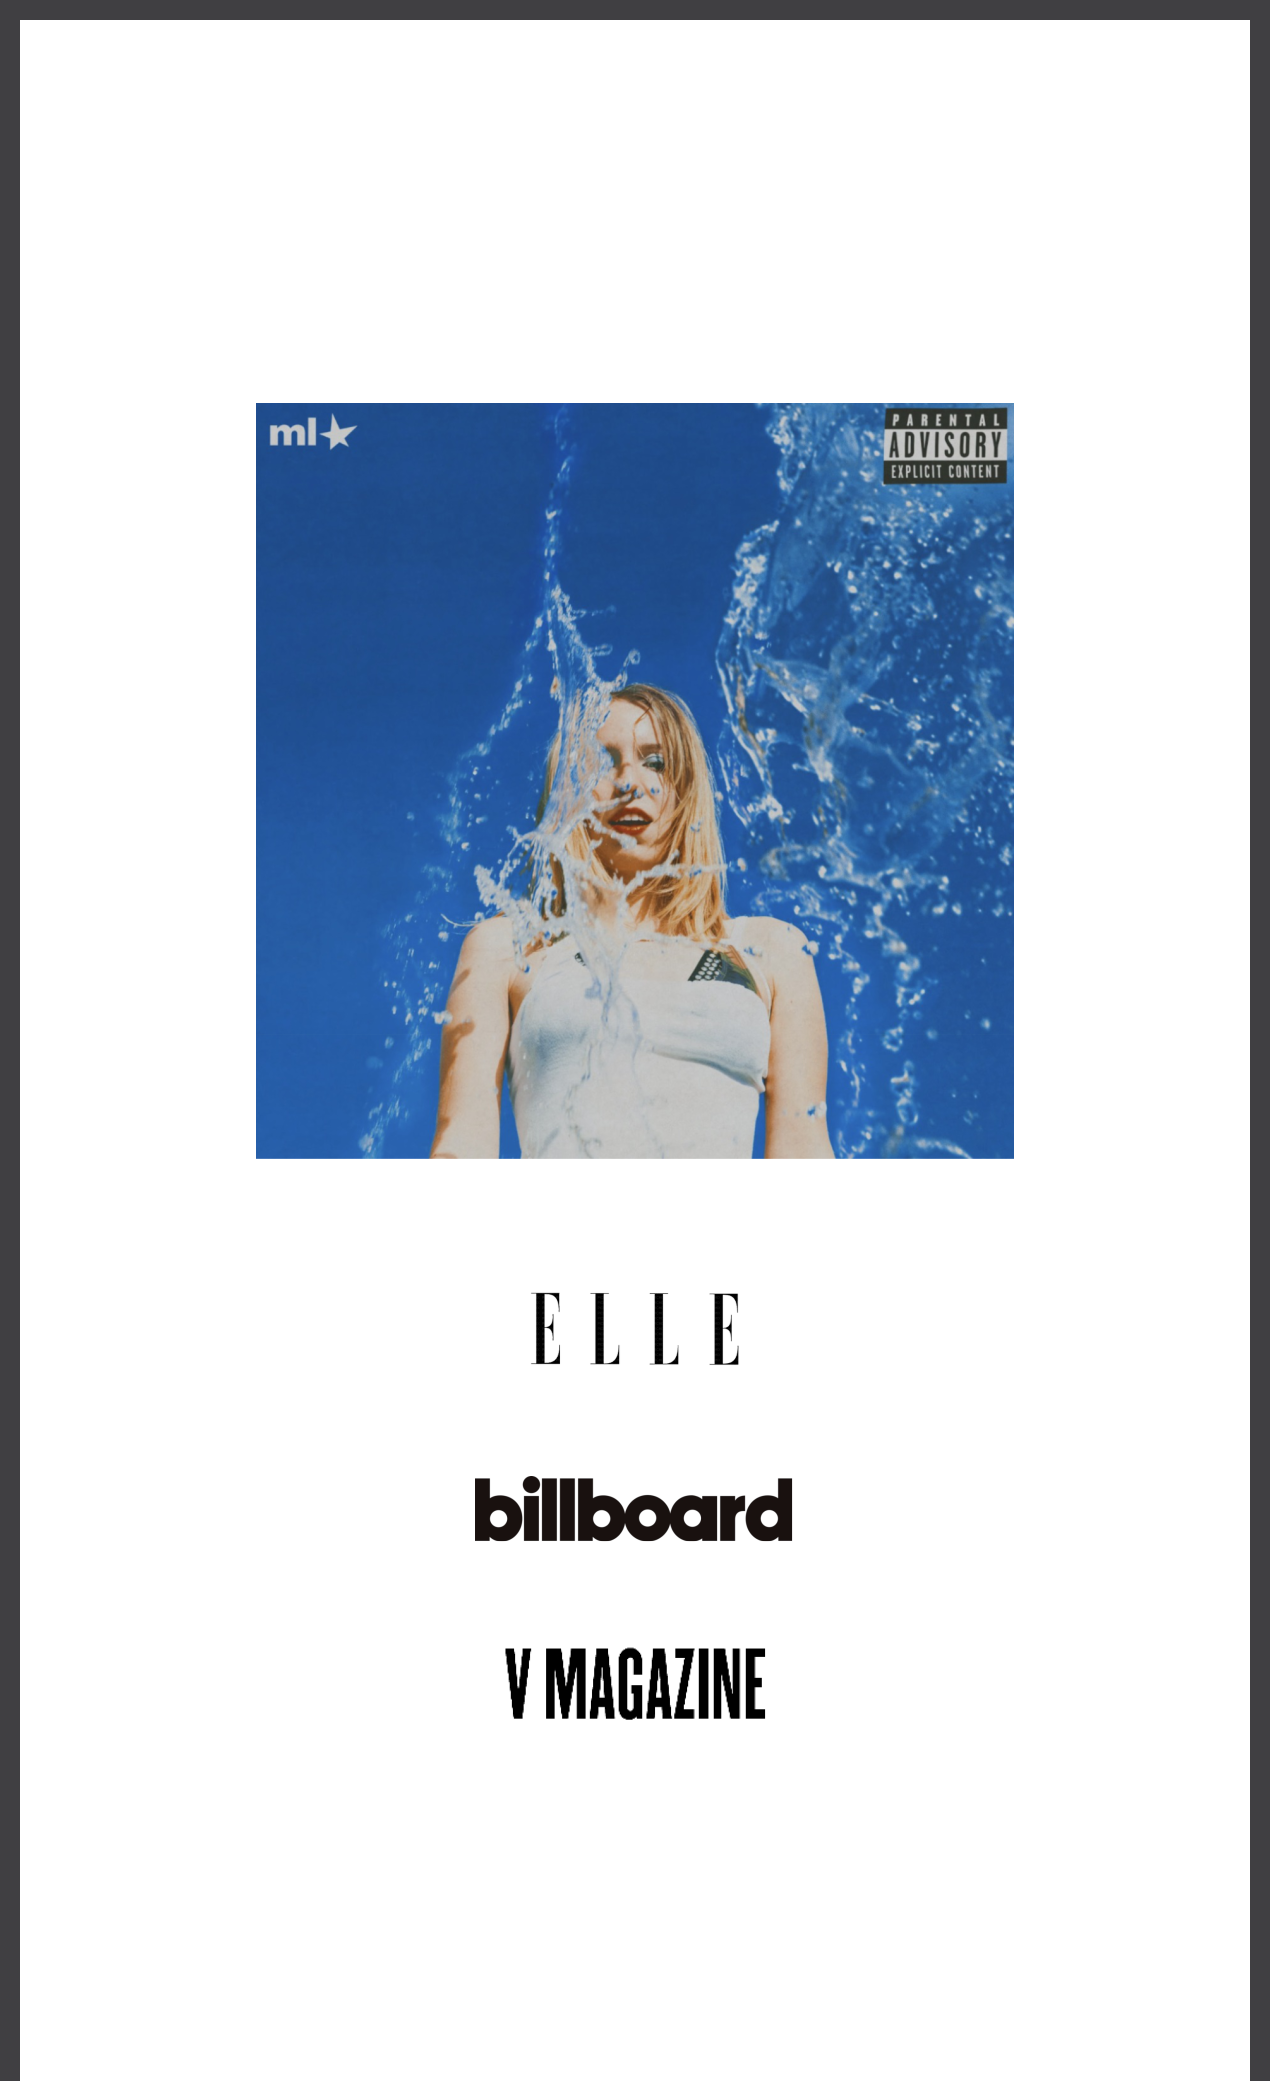 ml
PARENTAL
ADVISORY
EXPLICIT CONTENT
ELLE
billboard
V MAGAZINE